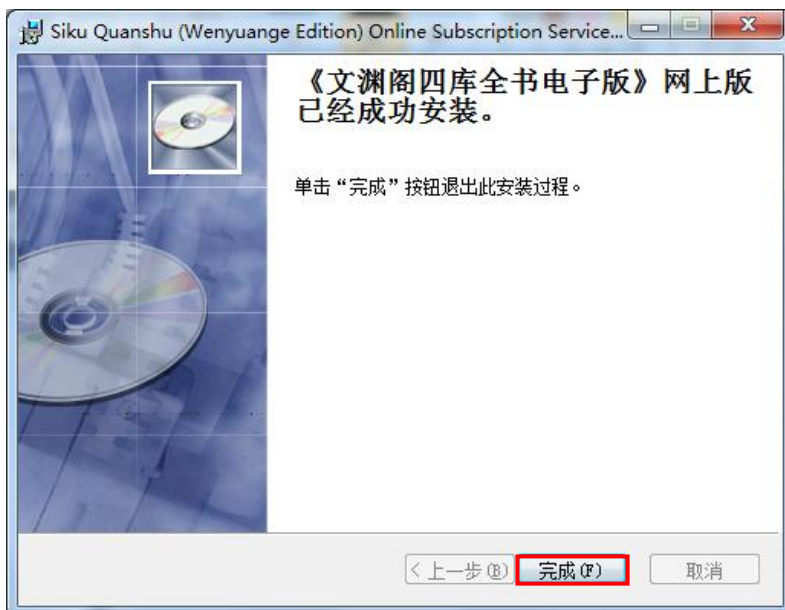 Siku Quanshu (Wenyuange Edition) Online Subscription Service...
《文渊阁四库全书电子版》网上版
已经成功安装。
单击“完成”按钮退出此安装过程。
< 上一步(B)
完成(F)
取消